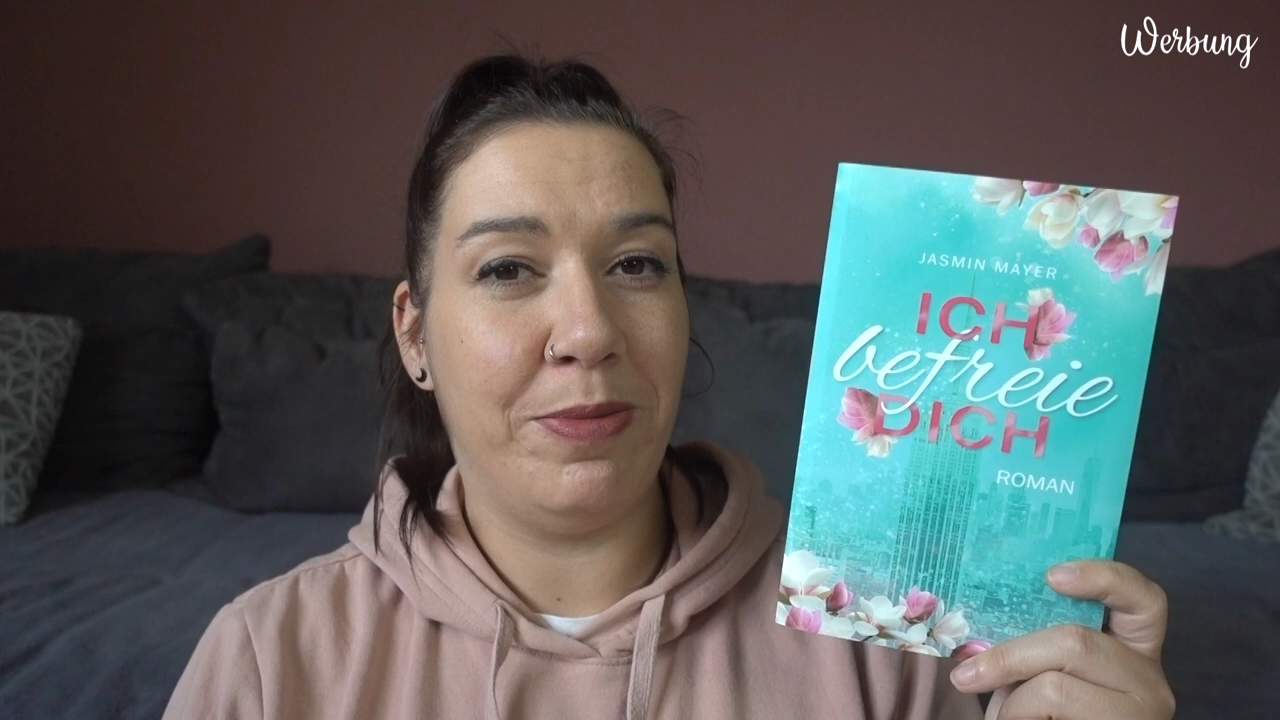 Werbung
JASMIN MAYER
ICH
befreie
DICH
ROMAN